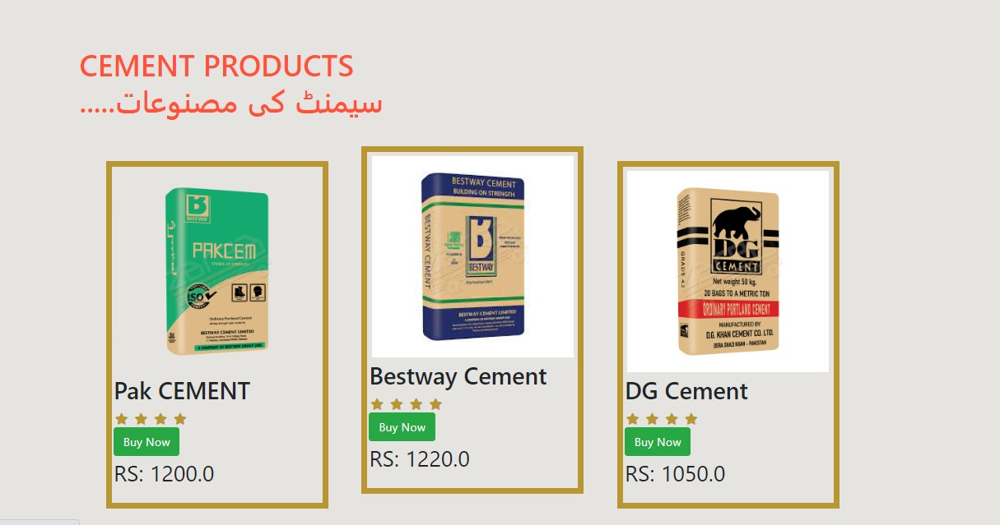 CEMENT PRODUCTS
سیمنٹ کی مصنوعات.....
BESTWAY
PAKCEM
SYMBOL OF STRENGTH
ISO
Ordinary Portland Cement
BESTWAY CEMENT LIMITED
A COMPANY OF BESTWAY GROUP (UK)
Pak CEMENT
Buy Now
RS: 1200.0
BESTWAY CEMENT
BUILDING ON STRENGTH
BESTWAY CEMENT
BESTWAY
BESTWAY CEMENT LIMITED
Bestway Cement
Buy Now
RS: 1220.0
DG
CEMENT
GRADE 43
Net weight 50 kg.
20 BAGS TO A METRIC TON
ORDINARY PORTLAND CEMENT
MANUFACTURED BY:
D.G. KHAN CEMENT CO. LTD.
DERA GHAZI KHAN - PAKISTAN
DG Cement
Buy Now
RS: 1050.0